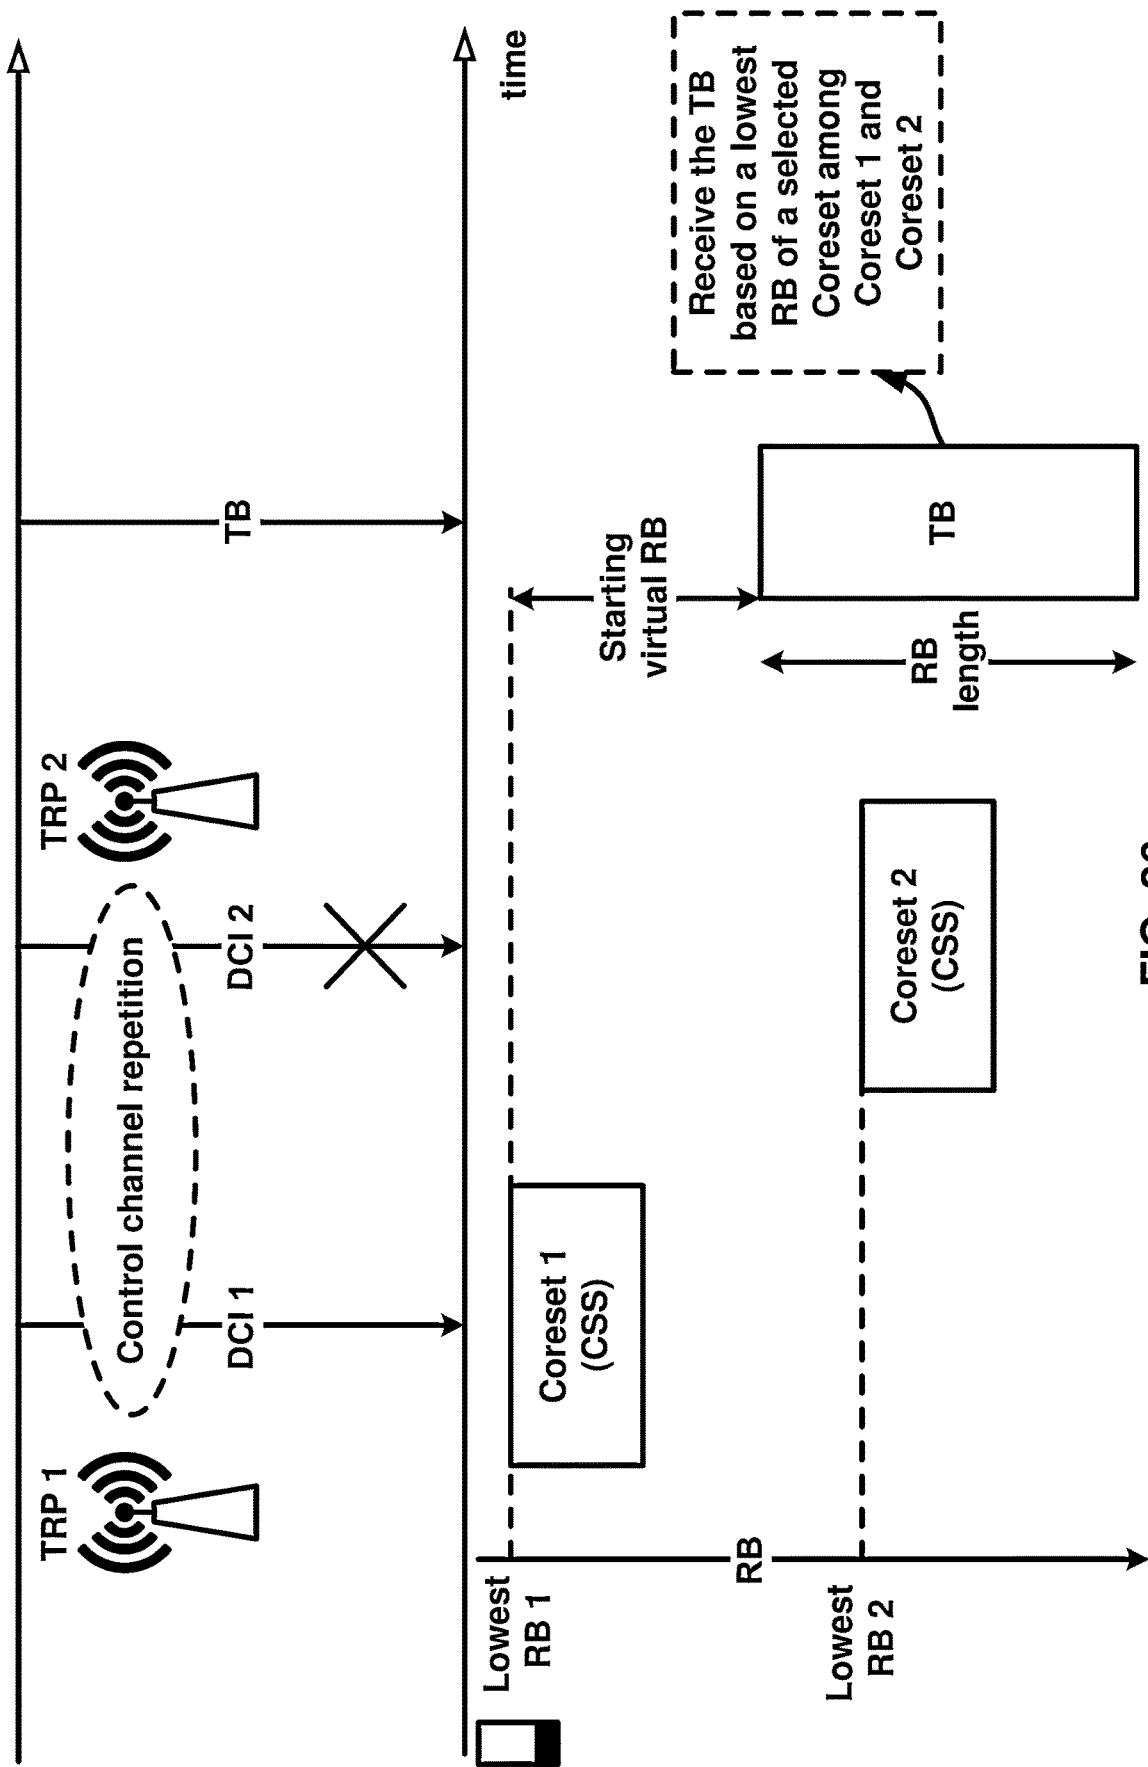 TRP 1
TRP 2
Control channel repetition
DCI 1
DCI 2
TB
time
Lowest
RB 1
Coreset 1
(CSS)
Starting
virtual RB
Receive the TB
based on a lowest
RB of a selected
Coreset among
Coreset 1 and
Coreset 2
RB
Lowest
RB 2
Coreset 2
(CSS)
RB
length
TB